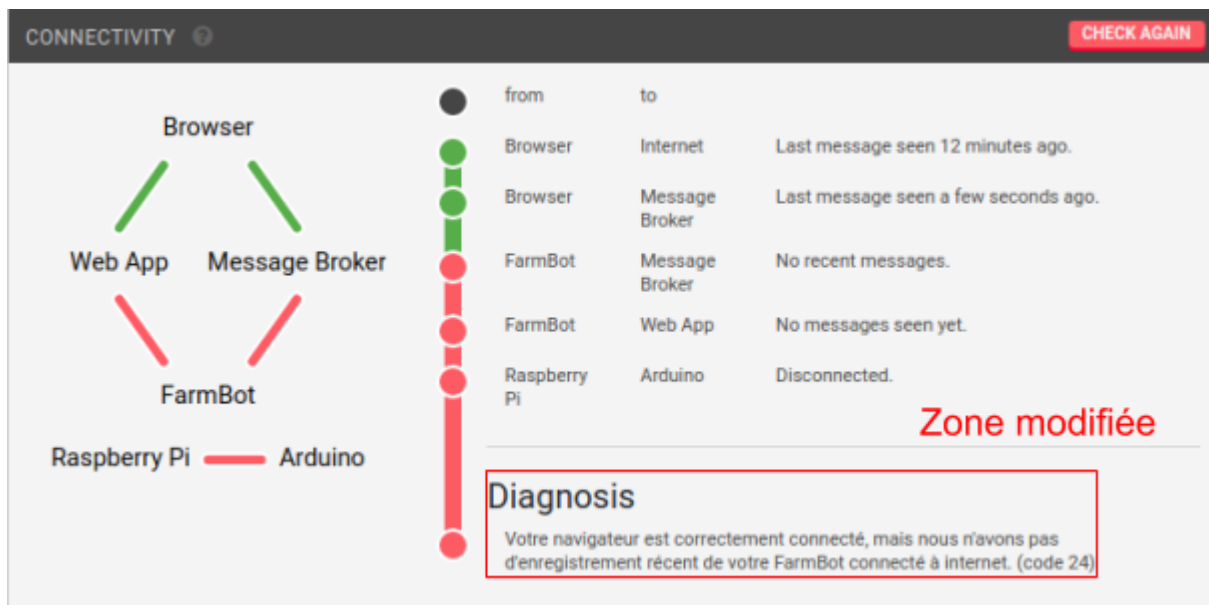 CONNECTIVITY ?
CHECK AGAIN
Browser
Web App Message Broker
FarmBot
Raspberry Pi Arduino
from to
Browser Internet Last message seen 12 minutes ago.
Browser Message Last message seen a few seconds ago.
Broker
FarmBot Message No recent messages.
Broker
FarmBot Web App No messages seen yet.
Raspberry Arduino Disconnected.
Pi
Zone modifiée
Diagnosis
Votre navigateur est correctement connecté, mais nous n'avons pas
d'enregistrement récent de votre FarmBot connecté à internet. (code 24)